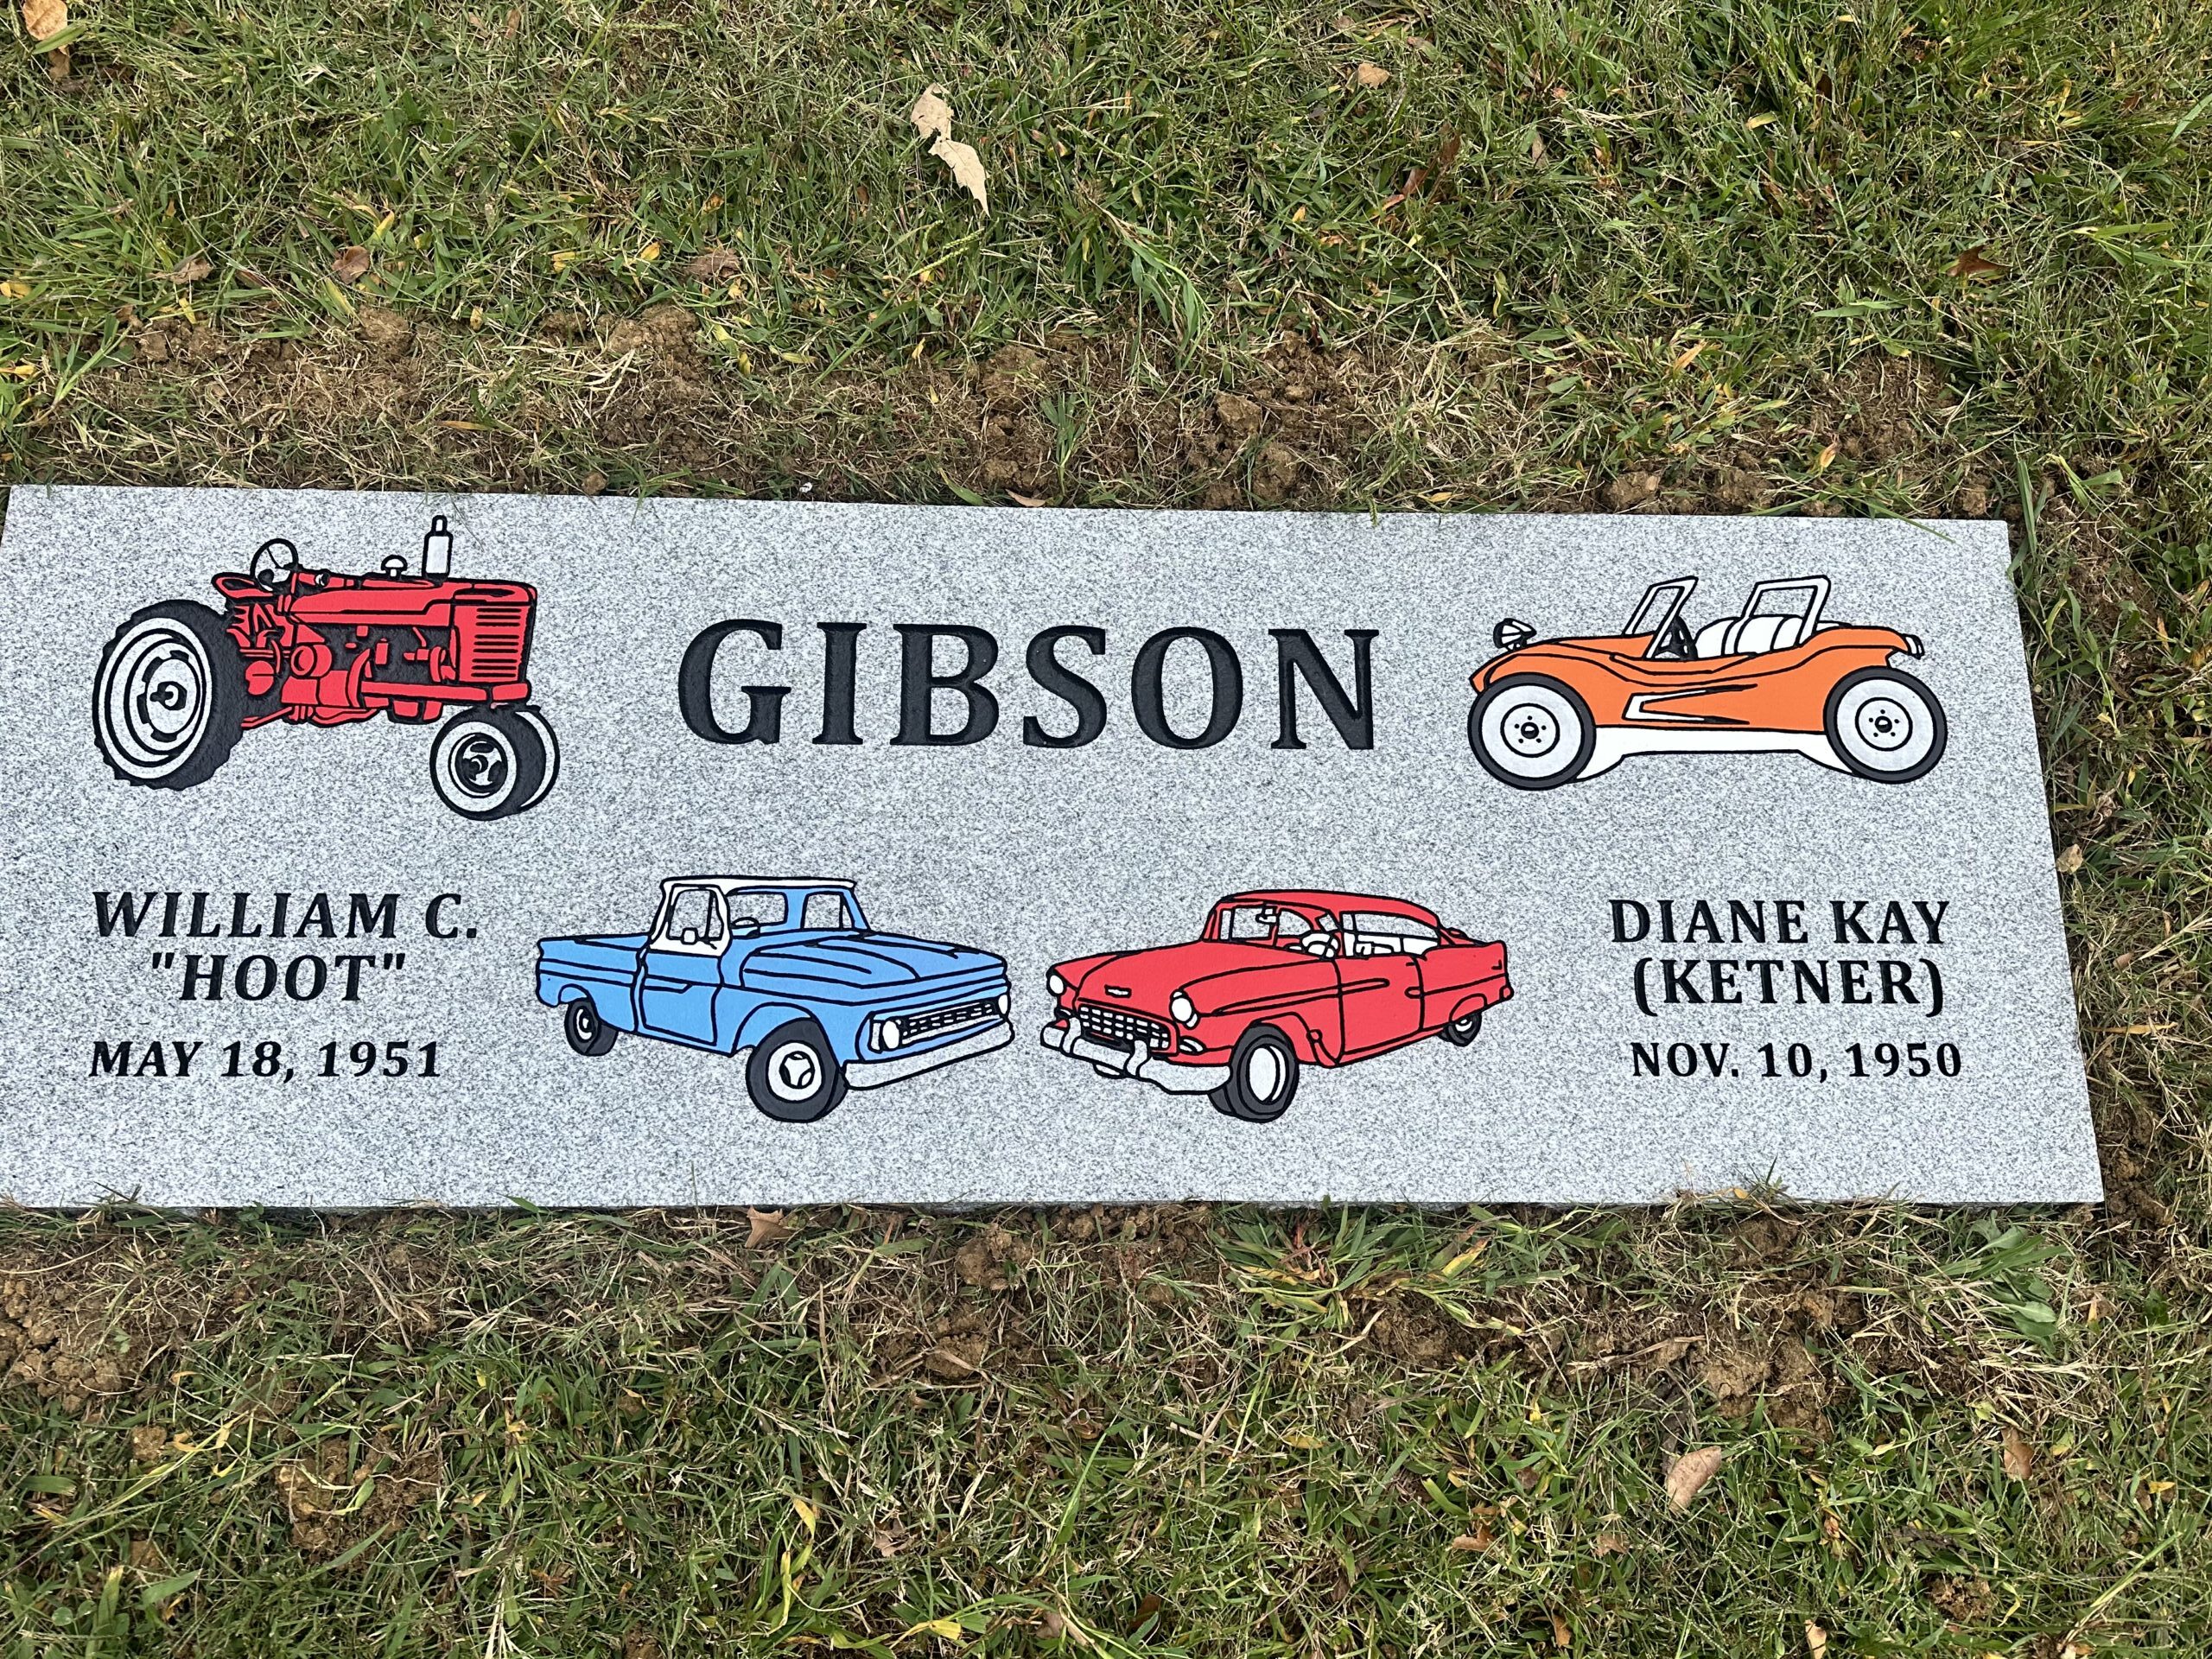 GIBSON
WILLIAM C.
"HOOT"
MAY 18, 1951
DIANE KAY
(KETNER)
NOV. 10, 1950